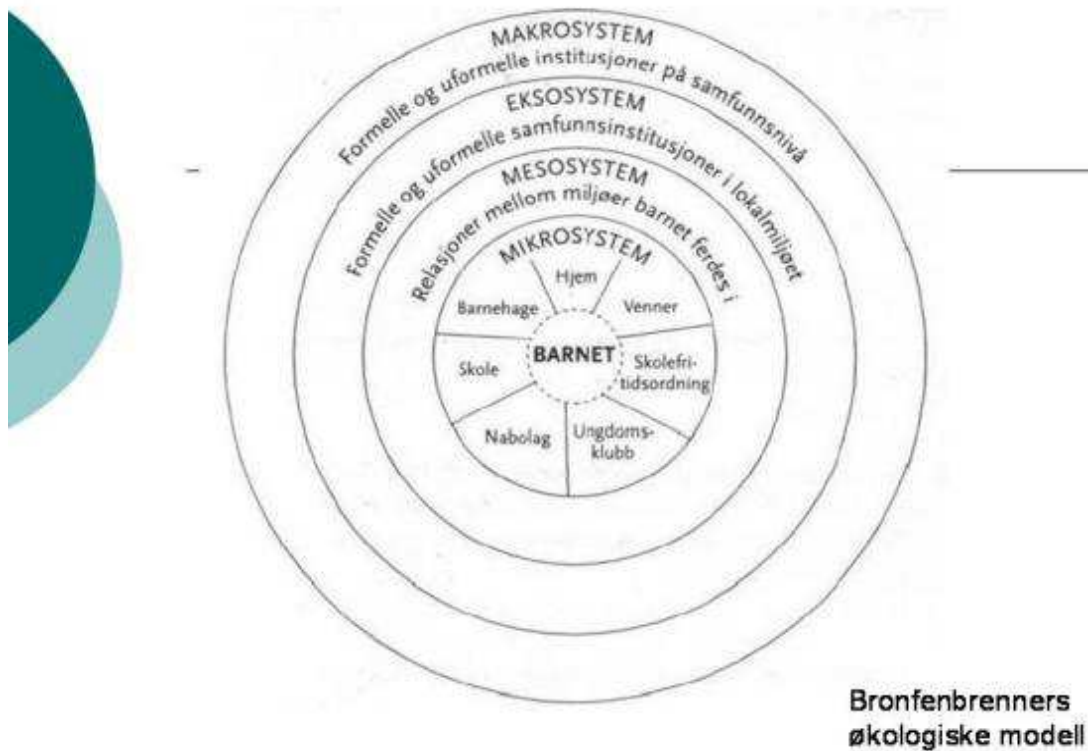 MAKROSYSTEM
Formelle og uformelle institusjoner på samfunnsnivå
EKSOSYSTEM
Formelle og uformelle samfunnsinstitusjoner i lokalmiljøet
MESOSYSTEM
Relasjoner mellom miljøer barnet ferdes i
MIKROSYSTEM
Hjem
Barnehage
Venner
BARNET
Skole
Skolefri-
tidsordning
Nabolag
Ungdoms-
klubb
Bronfenbrenners
økologiske modell